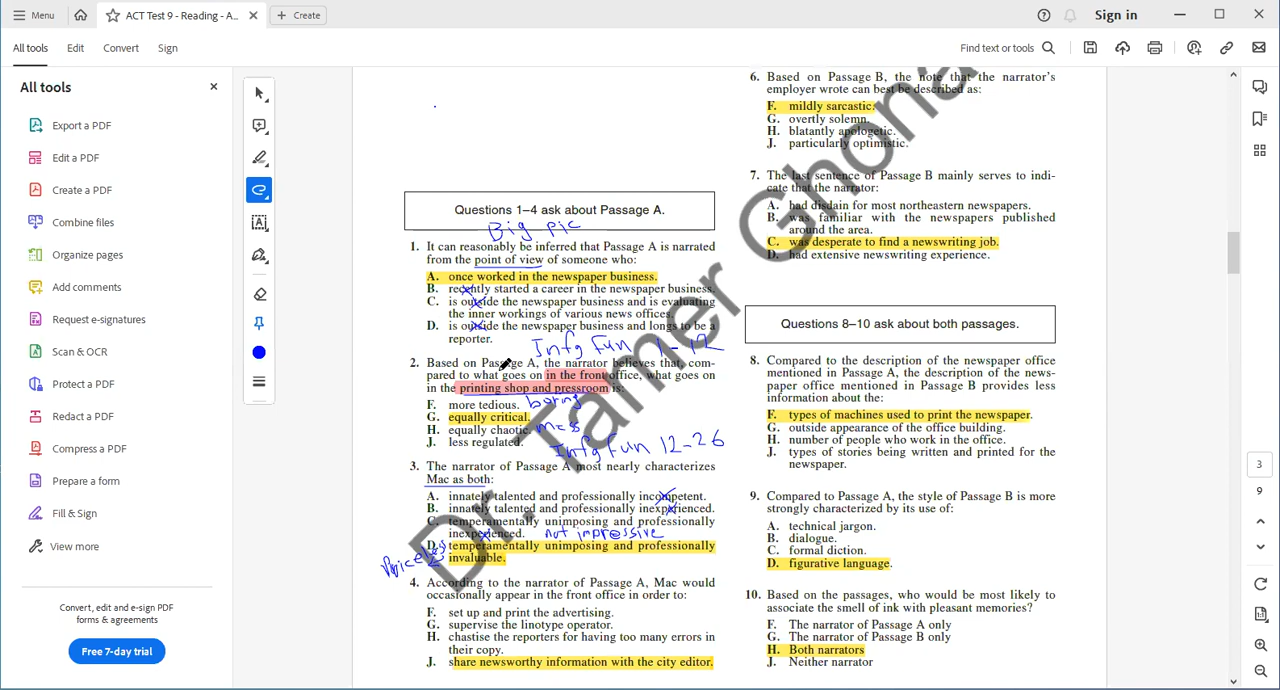 Menu
ACT Test 9 - Reading - A...
Create
Sign in
All tools
Edit
Convert
Sign
Find text or tools
All tools
Export a PDF
Edit a PDF
Create a PDF
Combine files
Organize pages
Add comments
Request e-signatures
Scan & OCR
Protect a PDF
Redact a PDF
Compress a PDF
Prepare a form
Fill & Sign
View more
Convert, edit and e-sign PDF
forms & agreements
Free 7-day trial
Questions 1–4 ask about Passage A.
Big pic
1. It can reasonably be inferred that Passage A is narrated
from the point of view of someone who:
A. once worked in the newspaper business.
B. recently started a career in the newspaper business.
C. is outside the newspaper business and is evaluating
the inner workings of various news offices.
D. is outside the newspaper business and longs to be a
reporter.
Infg Fun 1-12
2. Based on Passage A, the narrator believes that, com-
pared to what goes on in the front office, what goes on
in the printing shop and pressroom is:
F. more tedious. boring
G. equally critical.
H. equally chaotic. mess
J. less regulated.
Infg Fun 12-26
3. The narrator of Passage A most nearly characterizes
Mac as both:
A. innately talented and professionally incompetent.
B. innately talented and professionally inexperienced.
C. temperamentally unimposing and professionally
inexperienced. not impressive
D. temperamentally unimposing and professionally
invaluable.
4. According to the narrator of Passage A, Mac would
occasionally appear in the front office in order to:
F. set up and print the advertising.
G. supervise the linotype operator.
H. chastise the reporters for having too many errors in
their copy.
J. share newsworthy information with the city editor.
6. Based on Passage B, the note that the narrator's
employer wrote can best be described as:
F. mildly sarcastic.
G. overtly solemn.
H. blatantly apologetic.
J. particularly optimistic.
7. The last sentence of Passage B mainly serves to indi-
cate that the narrator:
A. had disdain for most northeastern newspapers.
B. was familiar with the newspapers published
around the area.
C. was desperate to find a newswriting job.
D. had extensive newswriting experience.
Questions 8–10 ask about both passages.
8. Compared to the description of the newspaper office
mentioned in Passage A, the description of the news-
paper office mentioned in Passage B provides less
information about the:
F. types of machines used to print the newspaper.
G. outside appearance of the office building.
H. number of people who work in the office.
J. types of stories being written and printed for the
newspaper.
9. Compared to Passage A, the style of Passage B is more
strongly characterized by its use of:
A. technical jargon.
B. dialogue.
C. formal diction.
D. figurative language.
10. Based on the passages, who would be most likely to
associate the smell of ink with pleasant memories?
F. The narrator of Passage A only
G. The narrator of Passage B only
H. Both narrators
J. Neither narrator
Dr. Tamer Ghona
3
9